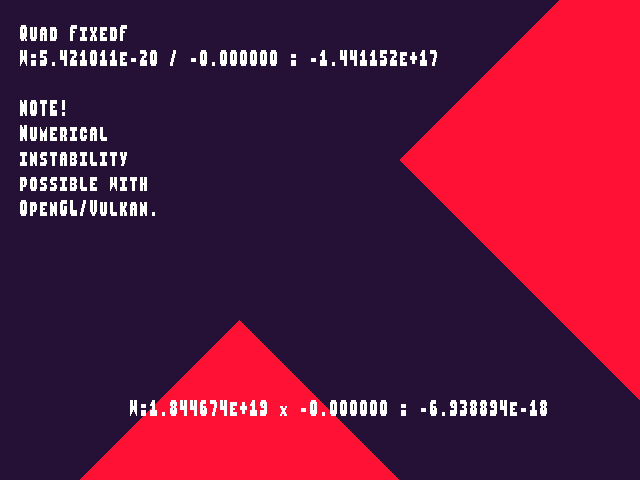 Quad fixedf
W:5.421011e-20 / -0.000000 : -1.441152e+17
NOTE!
Numerical
instability
possible with
OpenGL/Vulkan.
W:1.844674e+19 x -0.000000 : -6.938894e-18